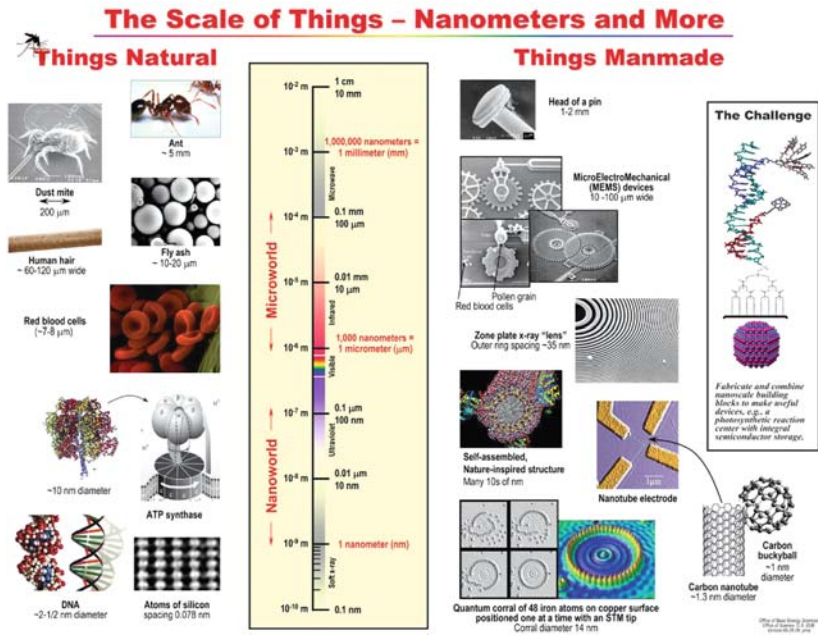 The Scale of Things – Nanometers and More
Things Natural
Ant
~ 5 mm
Dust mite
200 µm
Human hair
~ 60-120 µm wide
Fly ash
~ 10-20 µm
Red blood cells
(~7-8 µm)
~10 nm diameter
ATP synthase
DNA
~2-1/2 nm diameter
Atoms of silicon
spacing 0.078 nm
10⁻² m
1 cm
10 mm
1,000,000 nanometers =
1 millimeter (mm)
10⁻³ m
Microwave
10⁻⁴ m
0.1 mm
100 µm
Microworld
10⁻⁵ m
0.01 mm
10 µm
Infrared
1,000 nanometers =
1 micrometer (µm)
10⁻⁶ m
Visible
10⁻⁷ m
0.1 µm
100 nm
Ultraviolet
Nanoworld
10⁻⁸ m
0.01 µm
10 nm
10⁻⁹ m
1 nanometer (nm)
Soft x-ray
10⁻¹⁰ m
0.1 nm
Things Manmade
Head of a pin
1-2 mm
MicroElectroMechanical
(MEMS) devices
10 -100 µm wide
Pollen grain
Red blood cells
Zone plate x-ray "lens"
Outer ring spacing ~35 nm
Self-assembled,
Nature-inspired structure
Many 10s of nm
1µm
Nanotube electrode
Quantum corral of 48 iron atoms on copper surface
positioned one at a time with an STM tip
Corral diameter 14 nm
Carbon nanotube
~1.3 nm diameter
Carbon
buckyball
~1 nm
diameter
The Challenge
Fabricate and combine
nanoscale building
blocks to make useful
devices, e.g., a
photosynthetic reaction
center with integral
semiconductor storage.